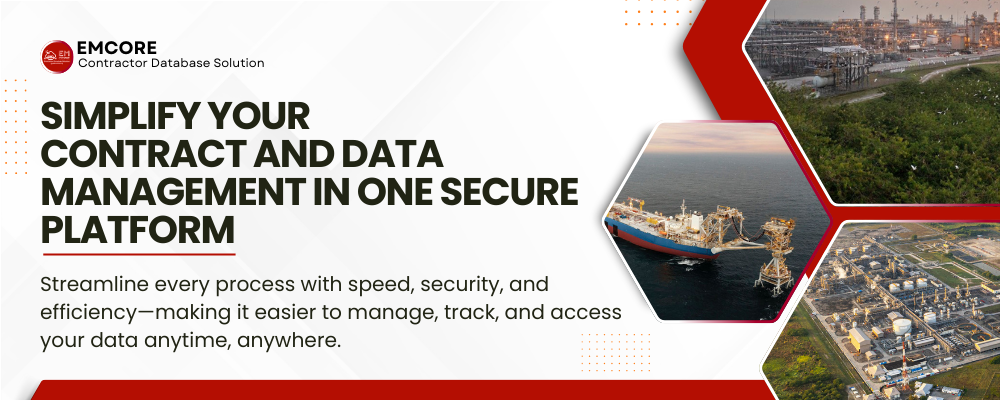 EMCORE
Contractor Database Solution
EM
SIMPLIFY YOUR
CONTRACT AND DATA
MANAGEMENT IN ONE SECURE
PLATFORM
Streamline every process with speed, security, and
efficiency—making it easier to manage, track, and access
your data anytime, anywhere.